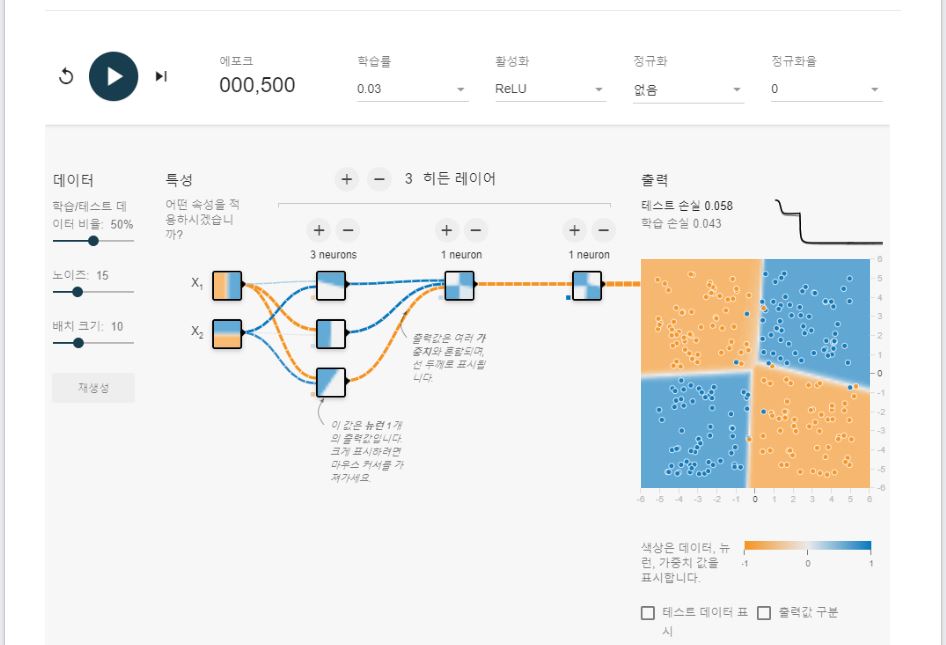 에포크
000,500
학습률
0.03
활성화
ReLU
정규화
없음
정규화율
0
데이터
학습/테스트 데
이터 비율: 50%
노이즈: 15
배치 크기: 10
재생성
특성
어떤 속성을 적
용하시겠습니
까?
X1
X2
+ − 3 히든 레이어
+ −
3 neurons
+ −
1 neuron
+ −
1 neuron
출력값은 여러 가
중치와 혼합되며,
선 두께로 표시됩
니다.
이 값은 뉴런 1개
의 출력값입니다.
크게 표시하려면
마우스 커서를 가
져가세요.
출력
테스트 손실 0.058
학습 손실 0.043
6
5
4
3
2
1
0
-1
-2
-3
-4
-5
-6
-6 -5 -4 -3 -2 -1 0 1 2 3 4 5 6
색상은 데이터, 뉴
런, 가중치 값을
표시합니다.
-1 0 1
테스트 데이터 표
시
출력값 구분